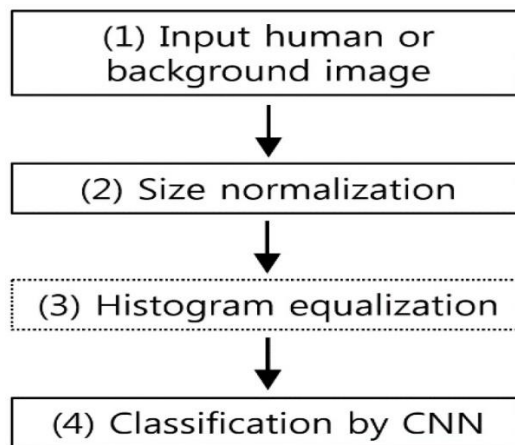 (1) Input human or
background image
(2) Size normalization
(3) Histogram equalization
(4) Classification by CNN